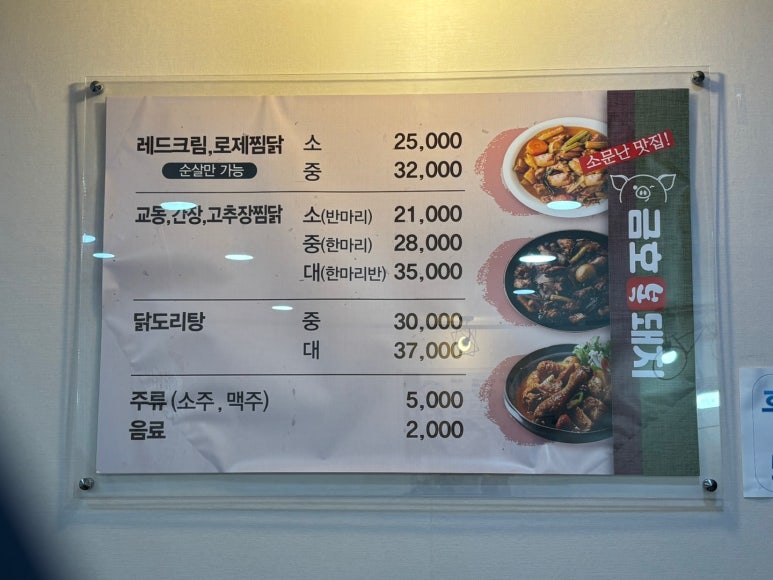 레드크림,로제찜닭 소 25,000
순살만 가능 중 32,000
교동,간장,고추장찜닭 소(반마리) 21,000
중(한마리) 28,000
대(한마리반) 35,000
닭도리탕 중 30,000
대 37,000
주류 (소주 , 맥주) 5,000
음료 2,000
소문난 맛집!
금호
돼지